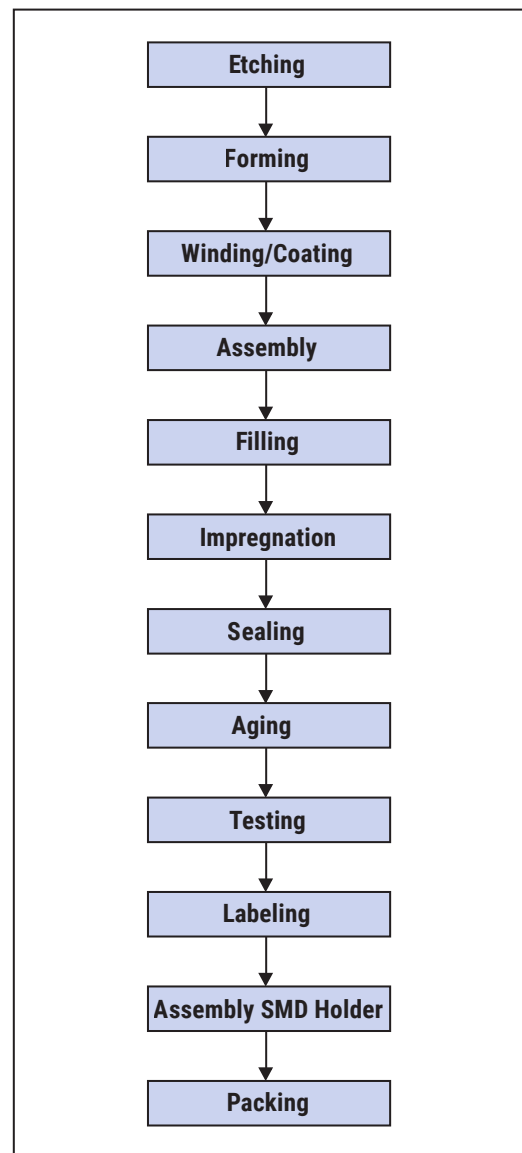 Etching
Forming
Winding/Coating
Assembly
Filling
Impregnation
Sealing
Aging
Testing
Labeling
Assembly SMD Holder
Packing